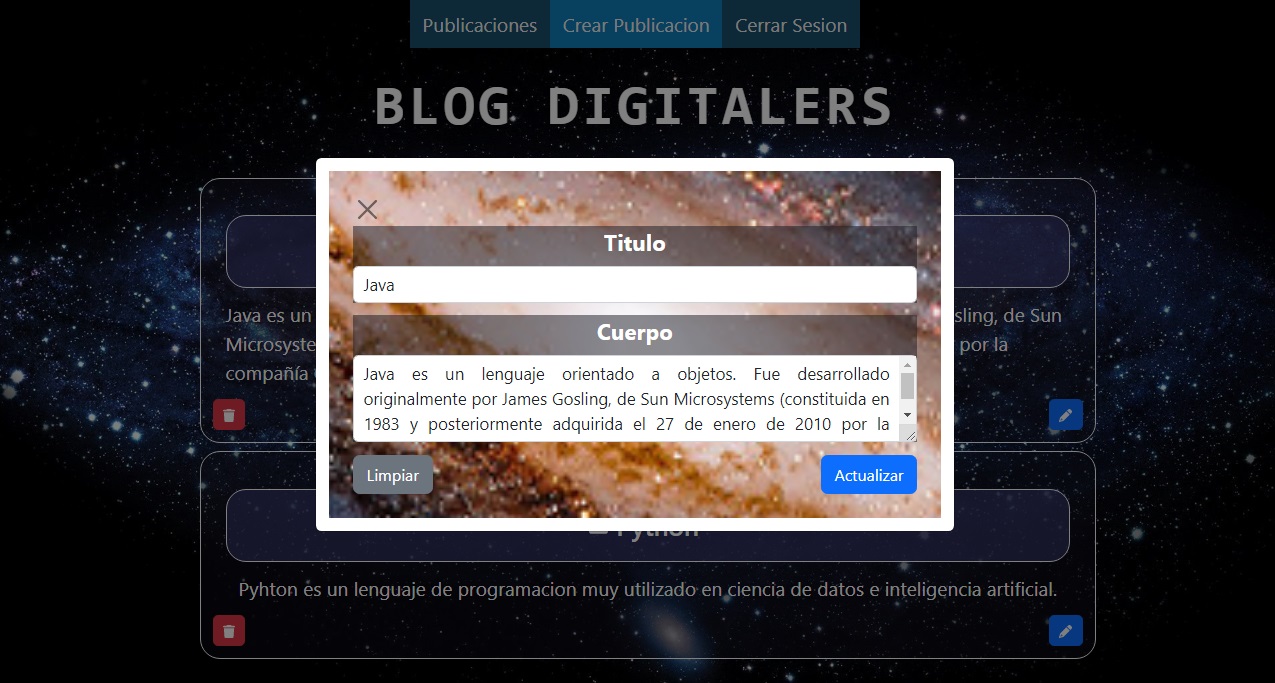 Publicaciones Crear Publicacion Cerrar Sesion
BLOG DIGITALERS
Titulo
Java
Cuerpo
Java es un lenguaje orientado a objetos. Fue desarrollado
originalmente por James Gosling, de Sun Microsystems (constituida en
1983 y posteriormente adquirida el 27 de enero de 2010 por la
Limpiar Actualizar
Java es un sling, de Sun
Microsyste por la
compañía
Python
Pyhton es un lenguaje de programacion muy utilizado en ciencia de datos e inteligencia artificial.